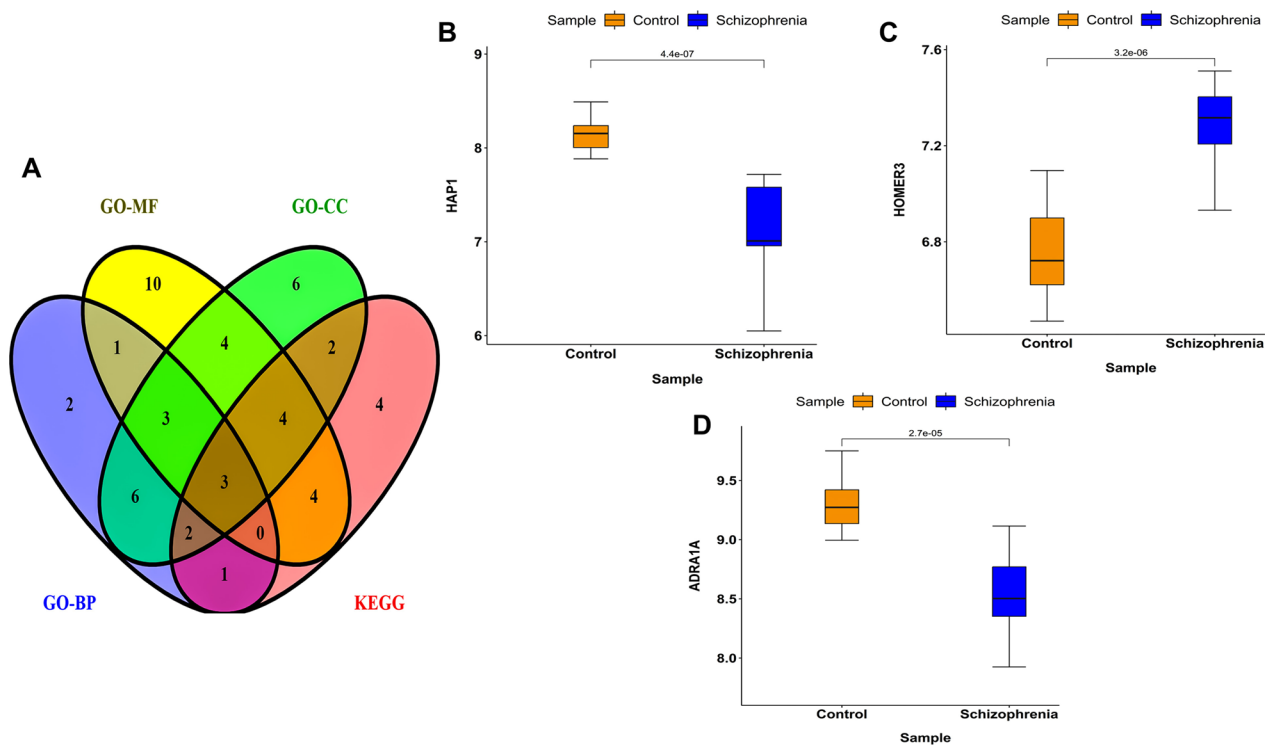 A
GO-MF
GO-CC
10
6
1
4
2
2
3
4
4
6
3
4
2
0
1
GO-BP
KEGG
B
Sample Control Schizophrenia
4.4e-07
9
8
7
6
HAP1
Control Schizophrenia
Sample
C
Sample Control Schizophrenia
3.2e-06
7.6
7.2
6.8
HOMER3
Control Schizophrenia
Sample
D
Sample Control Schizophrenia
2.7e-05
9.5
9.0
8.5
8.0
ADRA1A
Control Schizophrenia
Sample